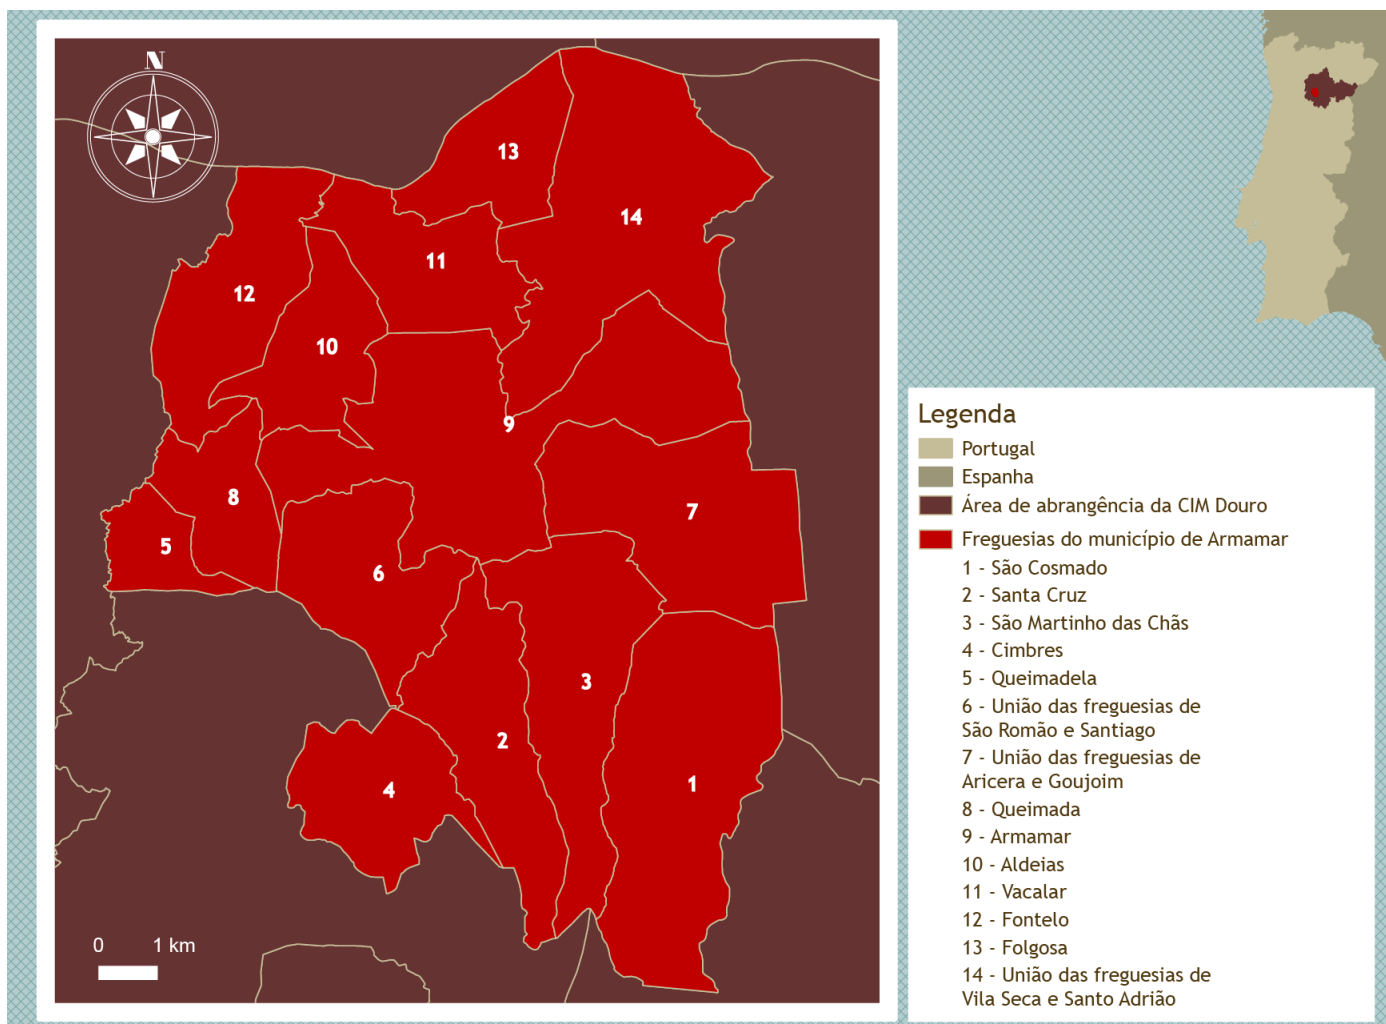 N
13
14
11
12
10
9
8
7
5
6
3
2
1
4
0 1 km
Legenda
Portugal
Espanha
Área de abrangência da CIM Douro
Freguesias do município de Armamar
1 - São Cosmado
2 - Santa Cruz
3 - São Martinho das Chãs
4 - Cimbres
5 - Queimadela
6 - União das freguesias de
São Romão e Santiago
7 - União das freguesias de
Aricera e Goujoim
8 - Queimada
9 - Armamar
10 - Aldeias
11 - Vacalar
12 - Fontelo
13 - Folgosa
14 - União das freguesias de
Vila Seca e Santo Adrião